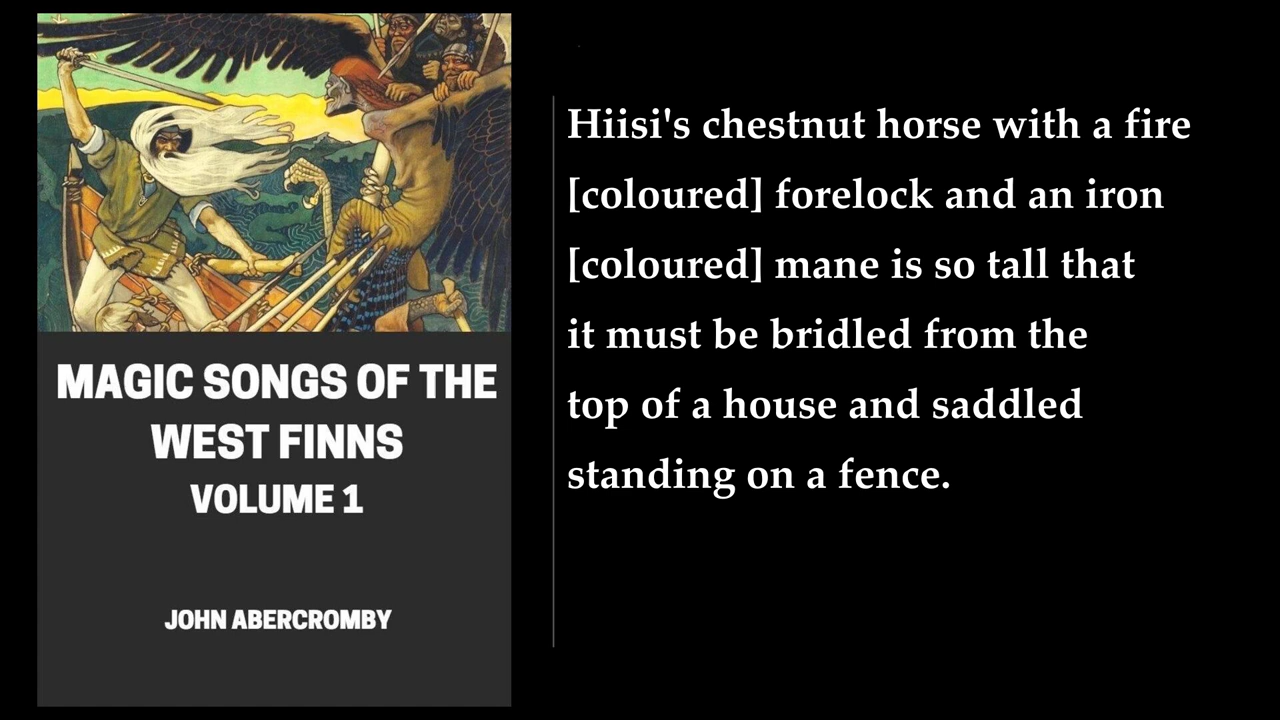 MAGIC SONGS OF THE
WEST FINNS
VOLUME 1
JOHN ABERCROMBY
Hiisi's chestnut horse with a fire
[coloured] forelock and an iron
[coloured] mane is so tall that
it must be bridled from the
top of a house and saddled
standing on a fence.